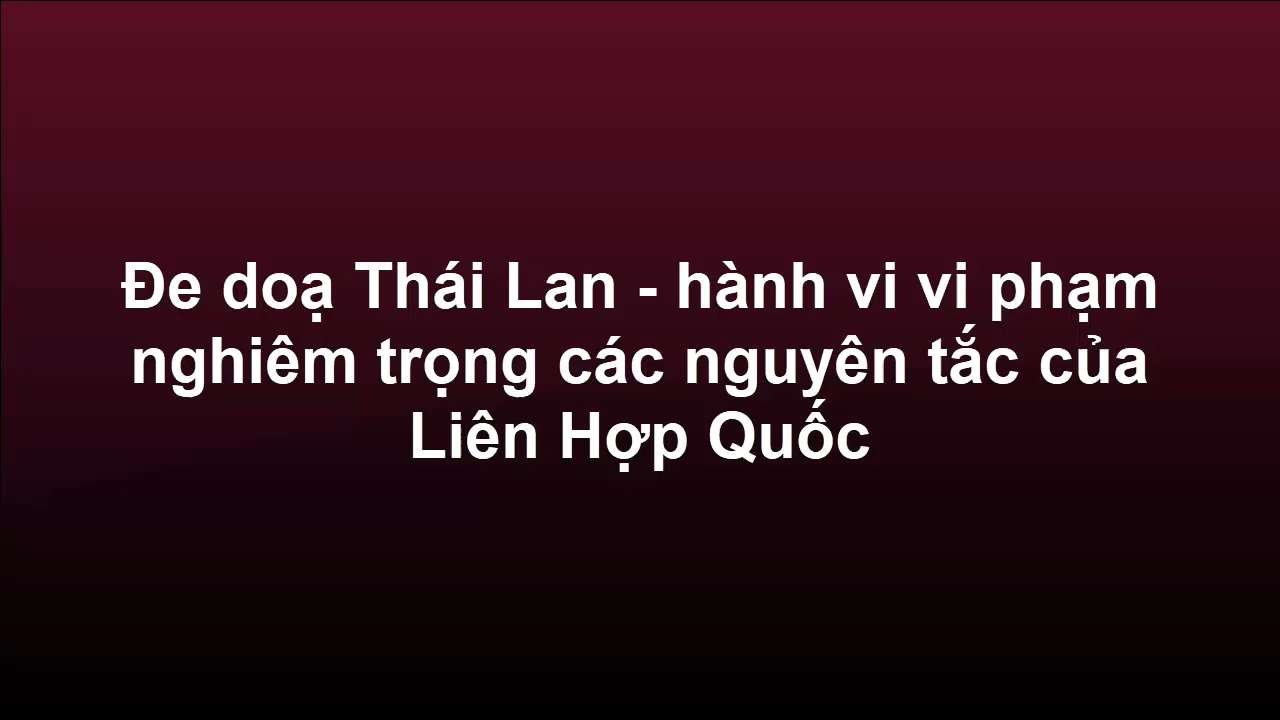 Đe doạ Thái Lan - hành vi vi phạm
nghiêm trọng các nguyên tắc của
Liên Hợp Quốc